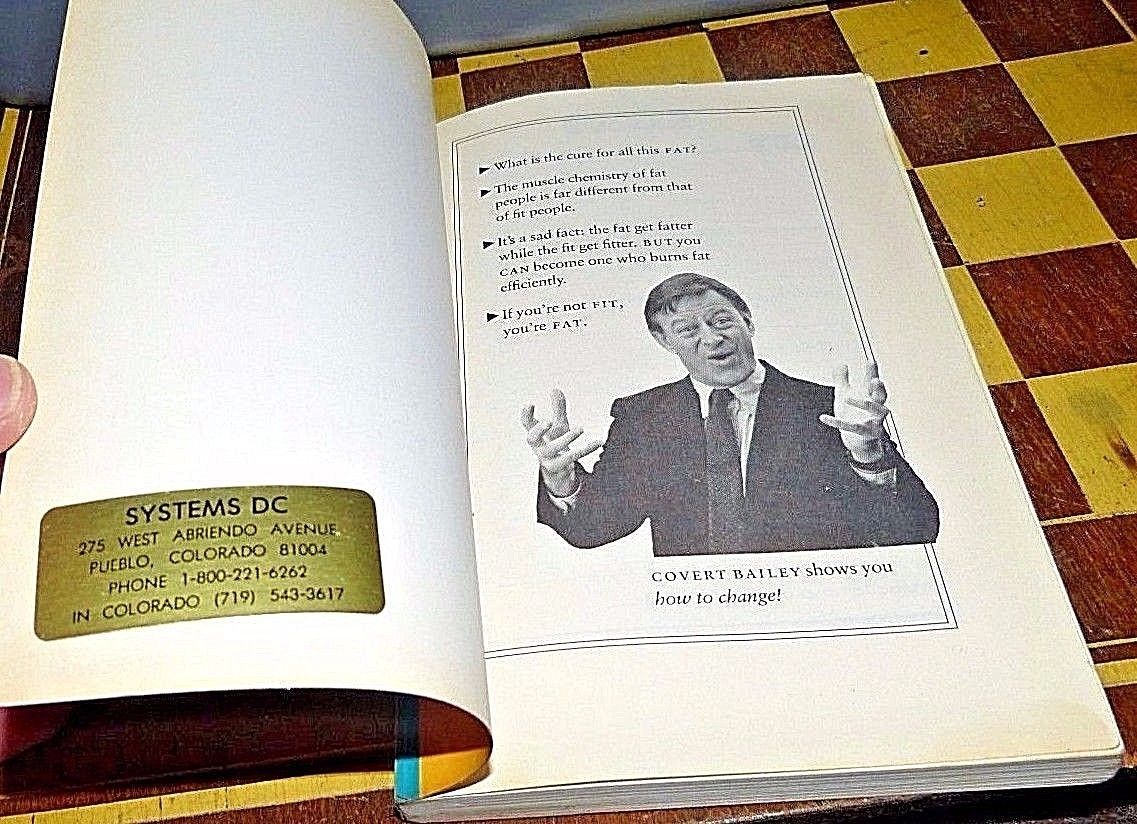 SYSTEMS DC
275 WEST ABRIENDO AVENUE
PUEBLO, COLORADO 81004
PHONE 1-800-221-6262
IN COLORADO (719) 543-3617
► What is the cure for all this FAT?
► The muscle chemistry of fat
people is far different from that
of fit people.
► It's a sad fact: the fat get fatter
while the fit get fitter. BUT you
CAN become one who burns fat
efficiently.
► If you're not FIT,
you're FAT.
COVERT BAILEY shows you
how to change!